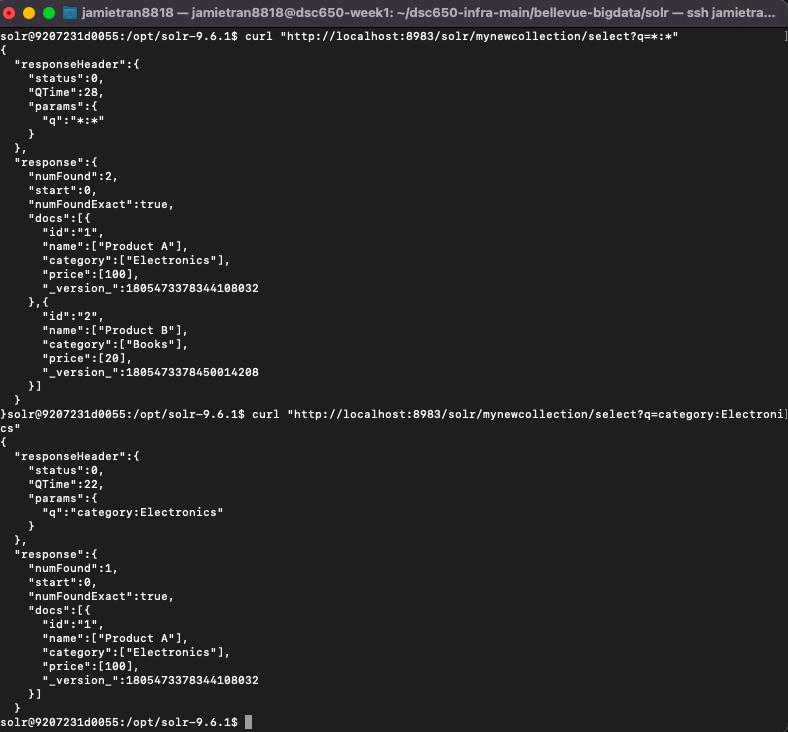 jamietran8818 — jamietran8818@dsc650-week1: ~/dsc650-infra-main/bellevue-bigdata/solr — ssh jamietra...
solr@9207231d0055:/opt/solr-9.6.1$ curl "http://localhost:8983/solr/mynewcollection/select?q=*:*"
{
  "responseHeader":{
    "status":0,
    "QTime":28,
    "params":{
      "q":"*:*"
    }
  },
  "response":{
    "numFound":2,
    "start":0,
    "numFoundExact":true,
    "docs":[{
      "id":"1",
      "name":["Product A"],
      "category":["Electronics"],
      "price":[100],
      "_version_":1805473378344108032
    },{
      "id":"2",
      "name":["Product B"],
      "category":["Books"],
      "price":[20],
      "_version_":1805473378450014208
    }]
  }
}solr@9207231d0055:/opt/solr-9.6.1$ curl "http://localhost:8983/solr/mynewcollection/select?q=category:Electroni
cs"
{
  "responseHeader":{
    "status":0,
    "QTime":22,
    "params":{
      "q":"category:Electronics"
    }
  },
  "response":{
    "numFound":1,
    "start":0,
    "numFoundExact":true,
    "docs":[{
      "id":"1",
      "name":["Product A"],
      "category":["Electronics"],
      "price":[100],
      "_version_":1805473378344108032
    }]
  }
solr@9207231d0055:/opt/solr-9.6.1$